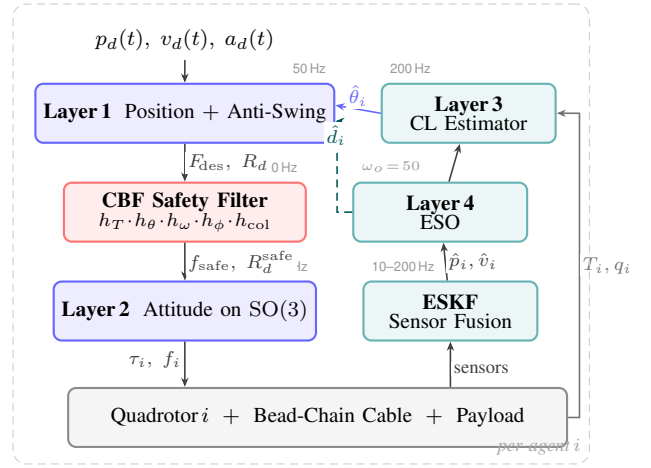 p_d(t), v_d(t), a_d(t)
50 Hz
200 Hz
Layer 1 Position + Anti-Swing
θ̂_i
Layer 3
CL Estimator
d̂_i
F_des, R_d
0 Hz
ω_o = 50
CBF Safety Filter
h_T · h_θ · h_ω · h_φ · h_col
Layer 4
ESO
f_safe, R_d^safe
Hz
10–200 Hz
p̂_i, v̂_i
T_i, q_i
Layer 2 Attitude on SO(3)
ESKF
Sensor Fusion
τ_i, f_i
sensors
Quadrotor i + Bead-Chain Cable + Payload
per-agent i